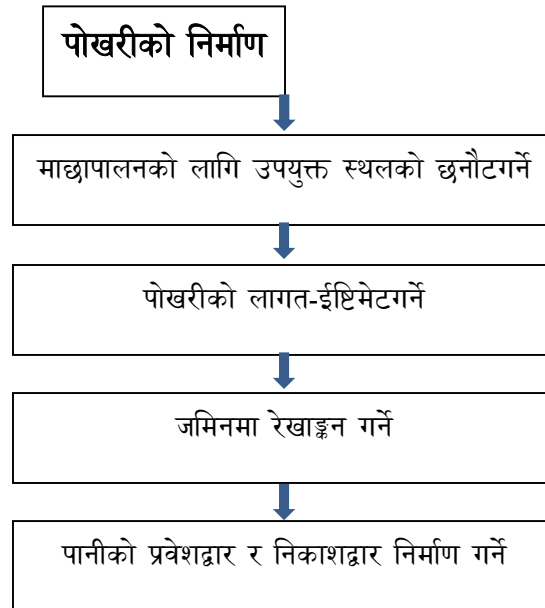 पोखरीको निर्माण
माछापालनको लागि उपयुक्त स्थलको छनौटगर्ने
पोखरीको लागत-ईष्टिमेटगर्ने
जमिनमा रेखाङ्कन गर्ने
पानीको प्रवेशद्वार र निकाशद्वार निर्माण गर्ने